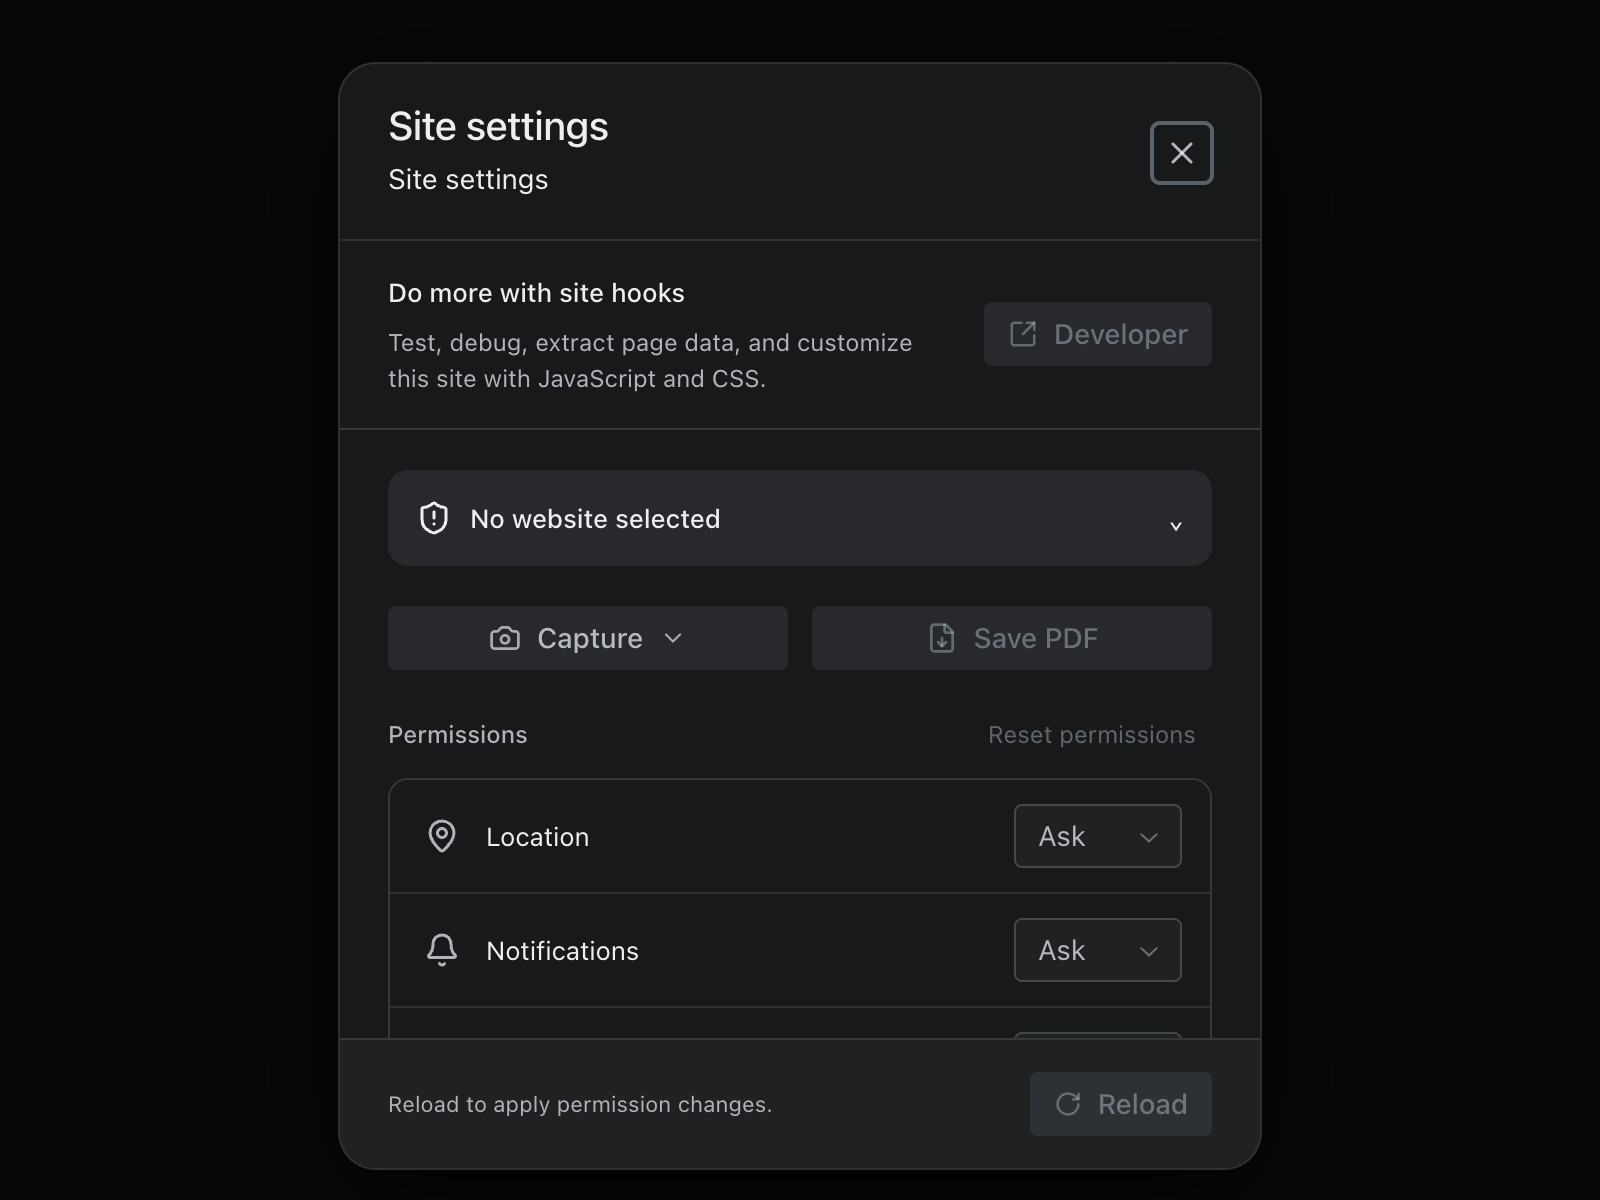 Site settings
Site settings
Do more with site hooks
Test, debug, extract page data, and customize
this site with JavaScript and CSS.
Developer
No website selected
Capture
Save PDF
Permissions
Reset permissions
Location
Ask
Notifications
Ask
Reload to apply permission changes.
Reload